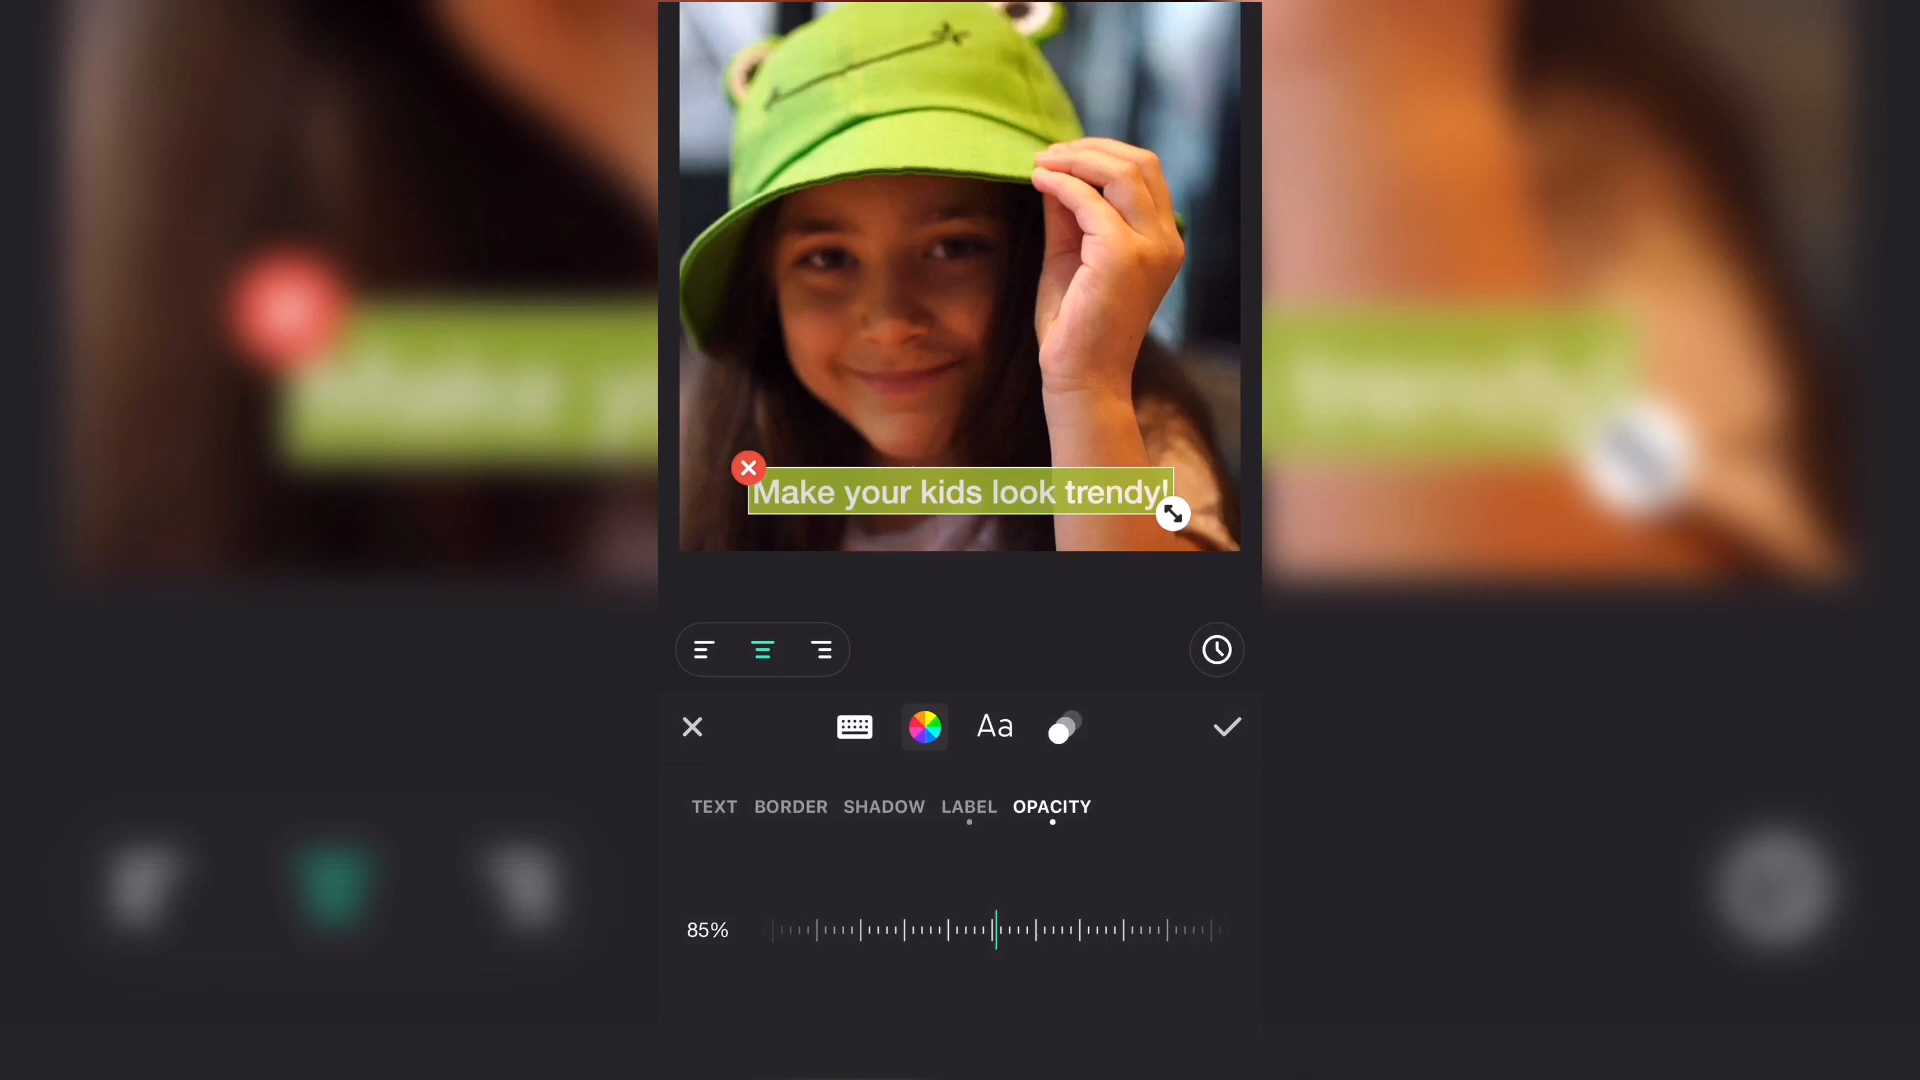 Make your kids look trendy!
Aa
TEXT BORDER SHADOW LABEL OPACITY
85%